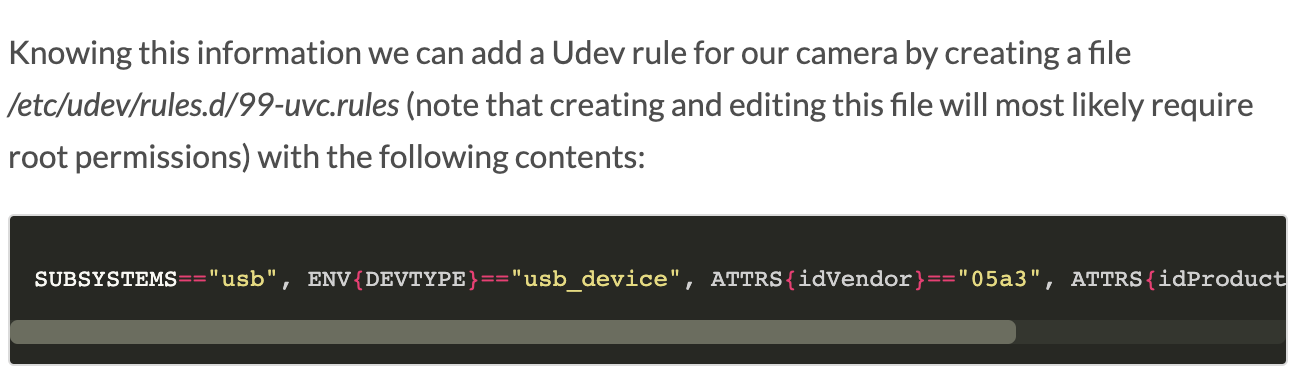 Knowing this information we can add a Udev rule for our camera by creating a file
/etc/udev/rules.d/99-uvc.rules (note that creating and editing this file will most likely require
root permissions) with the following contents:
SUBSYSTEMS=="usb", ENV{DEVTYPE}=="usb_device", ATTRS{idVendor}=="05a3", ATTRS{idProduct